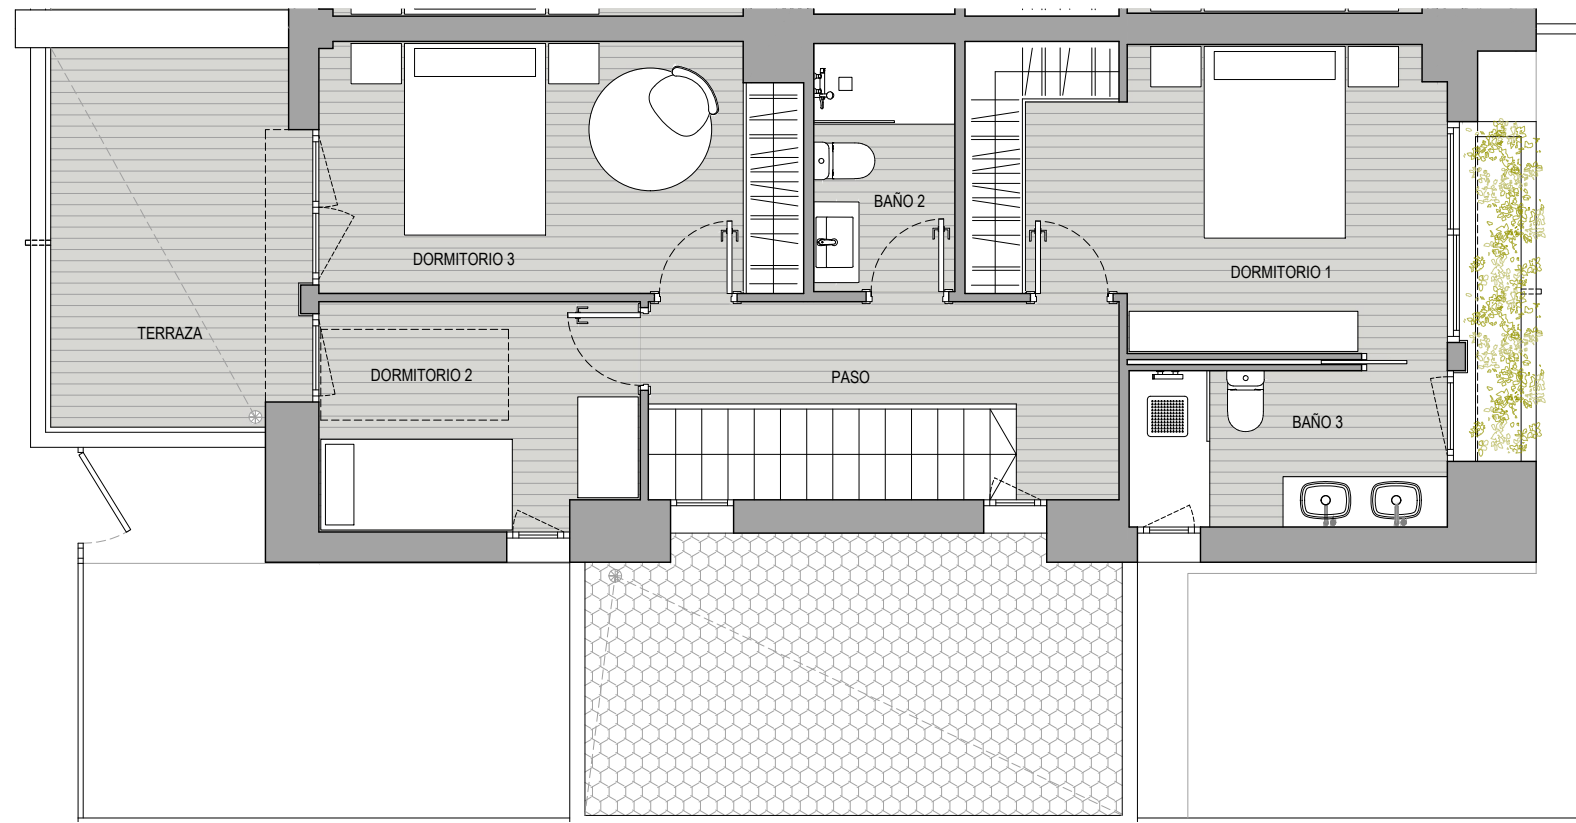 BAÑO 2
DORMITORIO 3
DORMITORIO 1
TERRAZA
DORMITORIO 2
PASO
BAÑO 3